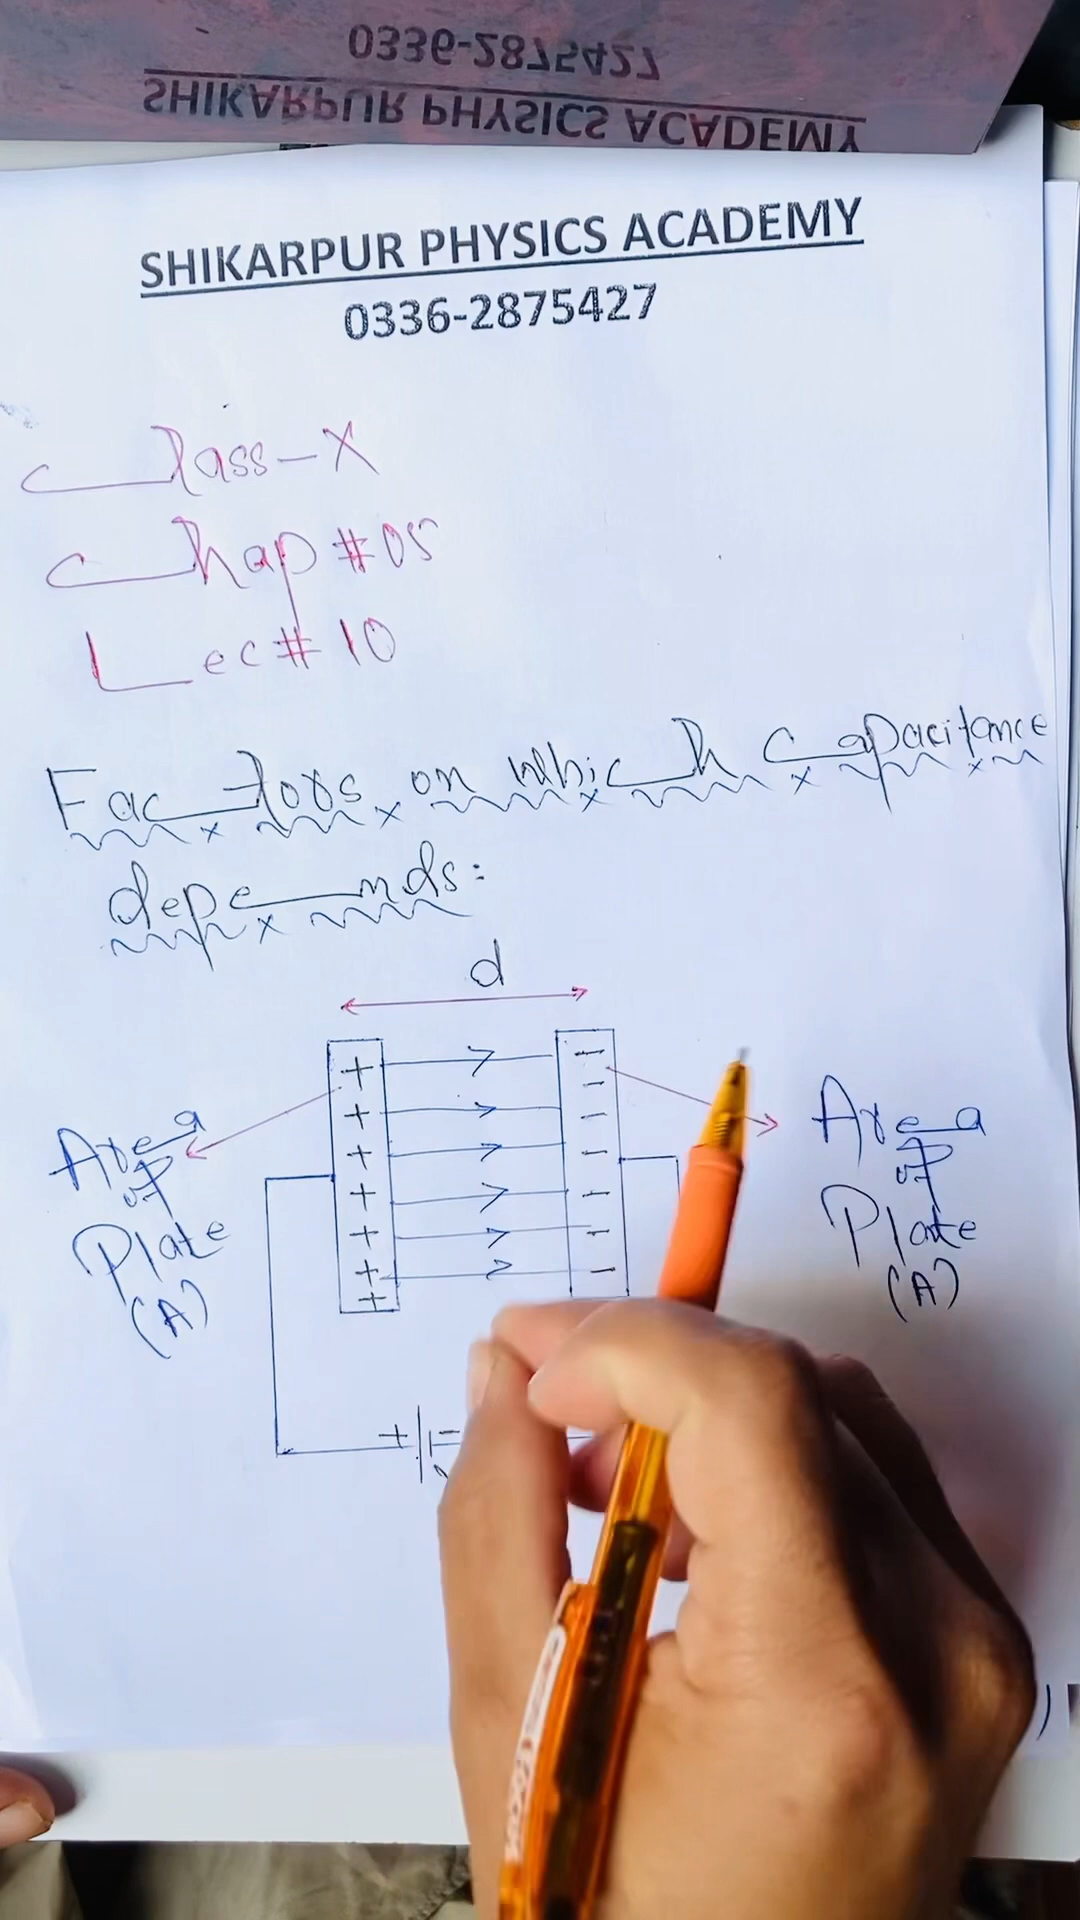 0336-2875427
SHIKARPUR PHYSICS ACADEMY
SHIKARPUR PHYSICS ACADEMY
0336-2875427
Class-X
Chap #05
Lec# 10
Factors on which Capacitance
depends:
d
Area
of
Plate
(A)
+
+
+
+
+
+
+
−
−
−
−
−
−
−
Area
of
Plate
(A)
+